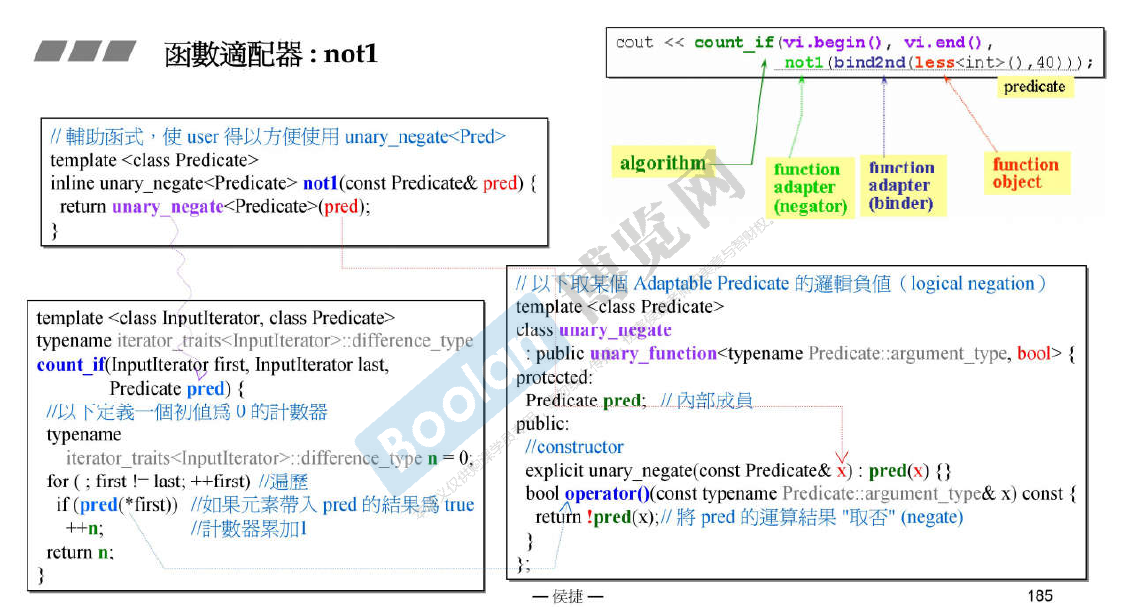 函數適配器 : not1
cout << count_if(vi.begin(), vi.end(),
not1(bind2nd(less<int>(),40)));
predicate
algorithm
function
adapter
(negator)
function
adapter
(binder)
function
object
// 輔助函式，使 user 得以方便使用 unary_negate<Pred>
template <class Predicate>
inline unary_negate<Predicate> not1(const Predicate& pred) {
return unary_negate<Predicate>(pred);
}
template <class InputIterator, class Predicate>
typename iterator_traits<InputIterator>::difference_type
count_if(InputIterator first, InputIterator last,
Predicate pred) {
//以下定義一個初值為 0 的計數器
typename
iterator_traits<InputIterator>::difference_type n = 0;
for ( ; first != last; ++first) //遍歷
if (pred(*first)) //如果元素帶入 pred 的結果為 true
++n; //計數器累加1
return n;
}
// 以下取某個 Adaptable Predicate 的邏輯負值（logical negation）
template <class Predicate>
class unary_negate
: public unary_function<typename Predicate::argument_type, bool> {
protected:
Predicate pred; // 內部成員
public:
//constructor
explicit unary_negate(const Predicate& x) : pred(x) {}
bool operator()(const typename Predicate::argument_type& x) const {
return !pred(x); // 將 pred 的運算結果 "取否" (negate)
}
};
Boolan 博览网
— 侯捷 —
185